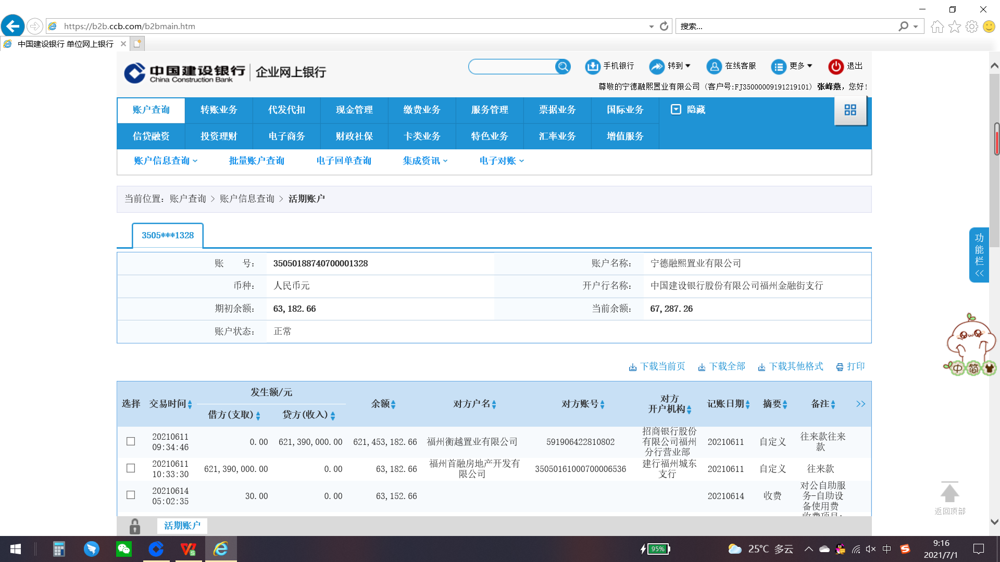 https://b2b.ccb.com/b2bmain.htm
搜索...
中国建设银行 单位网上银行
中国建设银行
China Construction Bank
企业网上银行
手机银行
转到
在线客服
更多
退出
尊敬的宁德融熙置业有限公司（客户号:FJ35000009191219101）张峰燕，您好！
账户查询 转账业务 代发代扣 现金管理 缴费业务 服务管理 票据业务 国际业务 隐藏
信贷融资 投资理财 电子商务 财政社保 卡类业务 特色业务 汇率业务 增值服务
账户信息查询 批量账户查询 电子回单查询 集成资讯 电子对账
当前位置：账户查询 > 账户信息查询 > 活期账户
3505***1328
账 号： 35050188740700001328 账户名称： 宁德融熙置业有限公司
币种： 人民币元 开户行名称： 中国建设银行股份有限公司福州金融街支行
期初余额： 63,182.66 当前余额： 67,287.26
账户状态： 正常
功
能
栏
<<
下载当前页 下载全部 下载其他格式 打印
中 简
选择 交易时间 发生额/元 余额 对方户名 对方账号 对方
开户机构 记账日期 摘要 备注 >>
借方(支取) 贷方(收入)
20210611
09:34:46 0.00 621,390,000.00 621,453,182.66 福州衡越置业有限公司 591906422810802 招商银行股份
有限公司福州
分行营业部 20210611 自定义 往来款往来
款
20210611
10:33:30 621,390,000.00 0.00 63,182.66 福州首融房地产开发有
限公司 35050161000700006536 建行福州城东
支行 20210611 自定义 往来款
20210614
05:02:35 30.00 0.00 63,152.66 20210614 收费 对公自助服
务-自助设
备使用费
收费项目:
返回顶部
活期账户
95%
25℃ 多云
中
9:16
2021/7/1